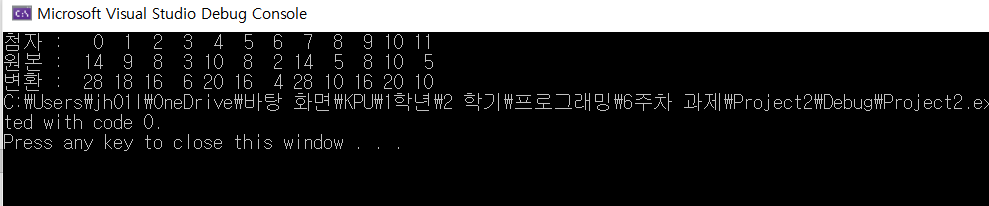 Microsoft Visual Studio Debug Console
첨자 : 0 1 2 3 4 5 6 7 8 9 10 11
원본 : 14 9 8 3 10 8 2 14 5 8 10 5
변환 : 28 18 16 6 20 16 4 28 10 16 20 10
C:\Users\jh01l\OneDrive\바탕 화면\KPU\1학년\2 학기\프로그래밍\6주차 과제\Project2\Debug\Project2.ex
ted with code 0.
Press any key to close this window . . .